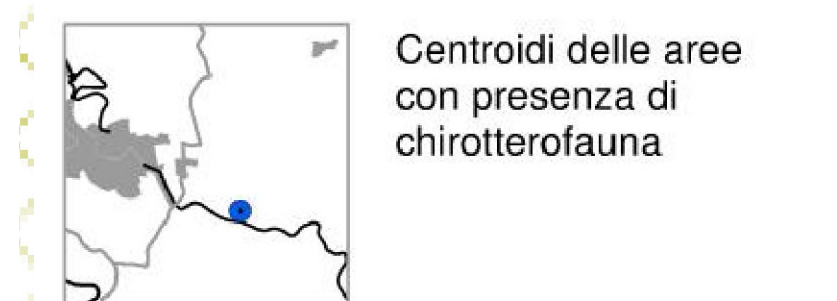 Centroidi delle aree
con presenza di
chirotterofauna